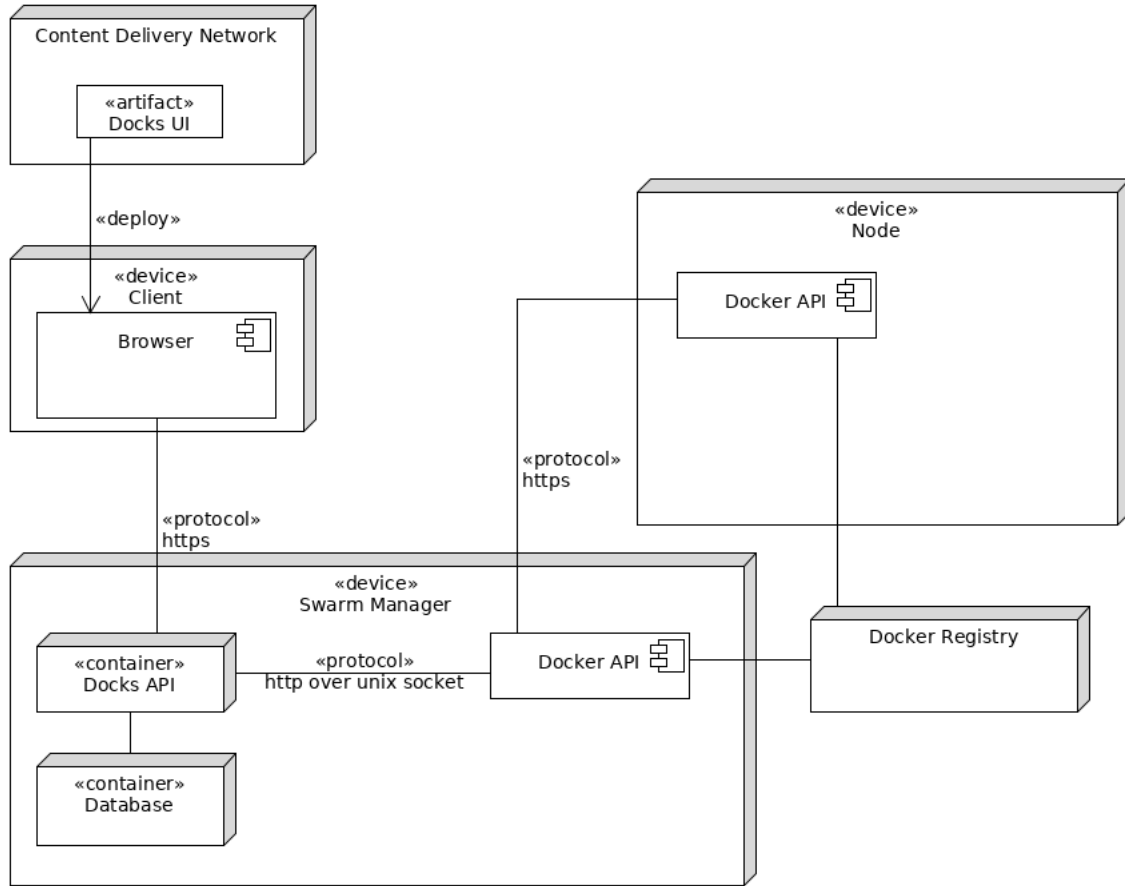 Content Delivery Network
«artifact»
Docks UI
«deploy»
«device»
Client
Browser
«device»
Node
Docker API
«protocol»
https
«protocol»
https
«device»
Swarm Manager
«container»
Docks API
«protocol»
http over unix socket
Docker API
Docker Registry
«container»
Database